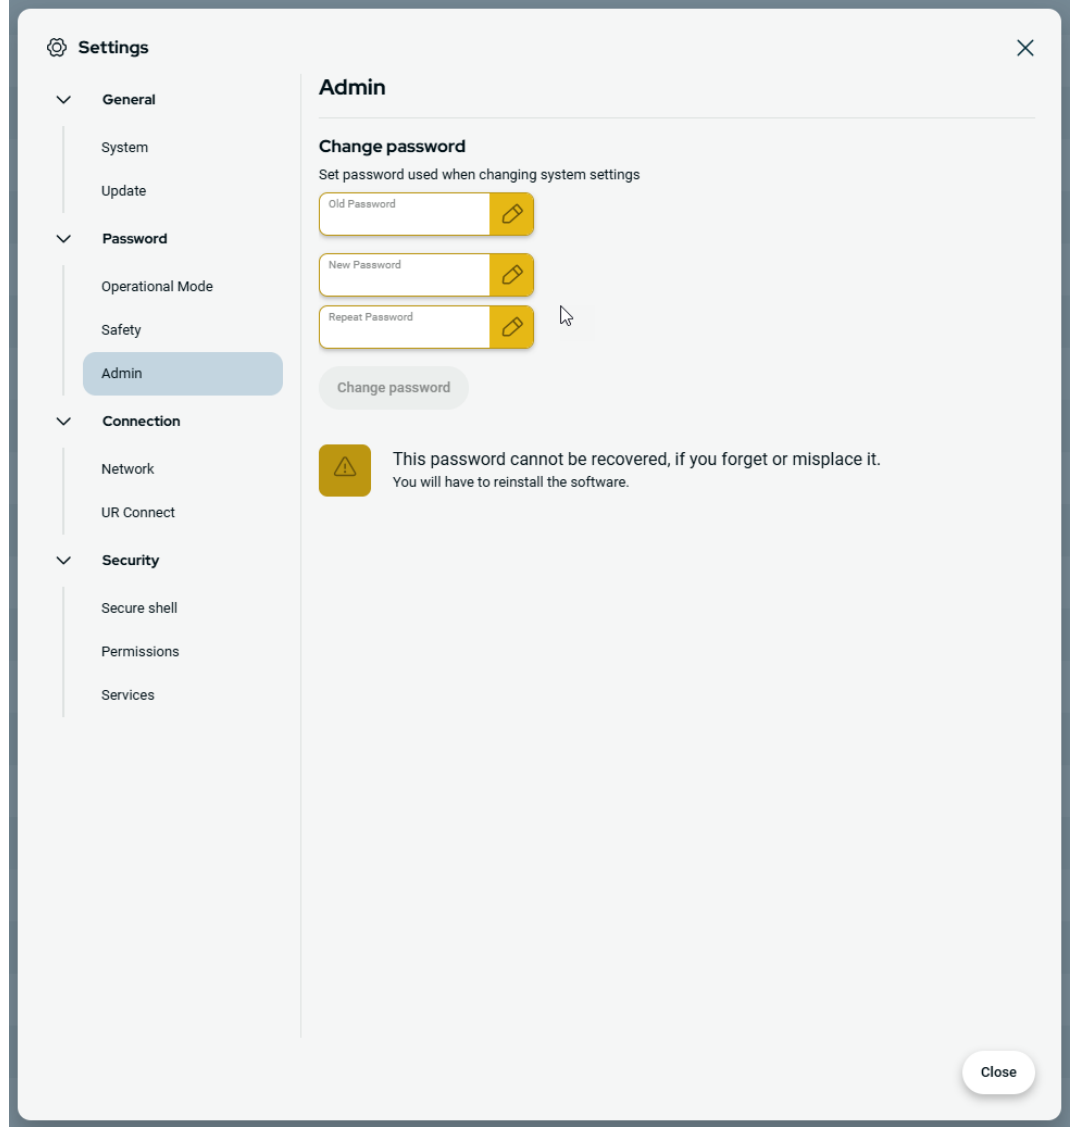 Settings
General
System
Update
Password
Operational Mode
Safety
Admin
Connection
Network
UR Connect
Security
Secure shell
Permissions
Services
Admin
Change password
Set password used when changing system settings
Old Password
New Password
Repeat Password
Change password
This password cannot be recovered, if you forget or misplace it.
You will have to reinstall the software.
Close